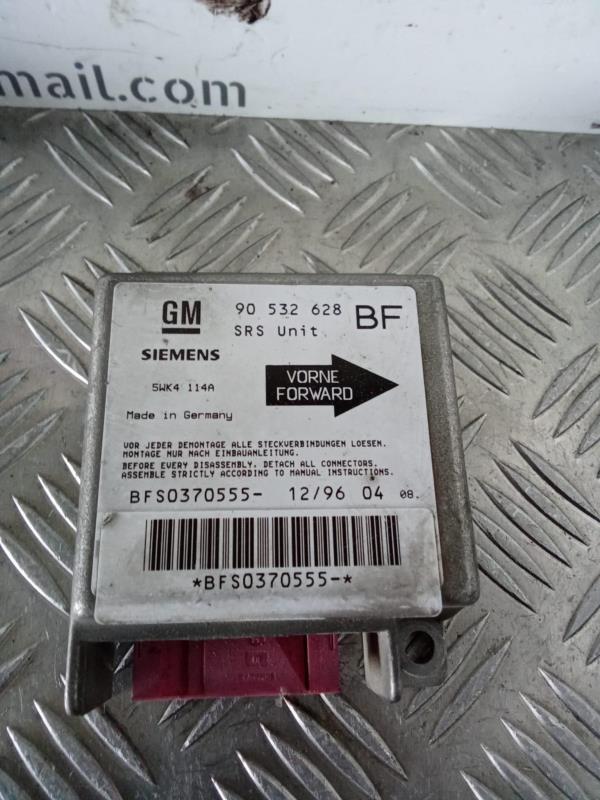 mail.com
GM 90 532 628 BF
SRS Unit
SIEMENS
5WK4 114A
VORNE
FORWARD
Made in Germany
VOR JEDER DEMONTAGE ALLE STECKVERBINDUNGEN LOESEN.
MONTAGE NUR NACH EINBAUANLEITUNG.
BEFORE EVERY DISASSEMBLY, DETACH ALL CONNECTORS.
ASSEMBLE STRICTLY ACCORDING TO MANUAL INSTRUCTIONS.
BFS0370555- 12/96 04 08.
*BFS0370555-*